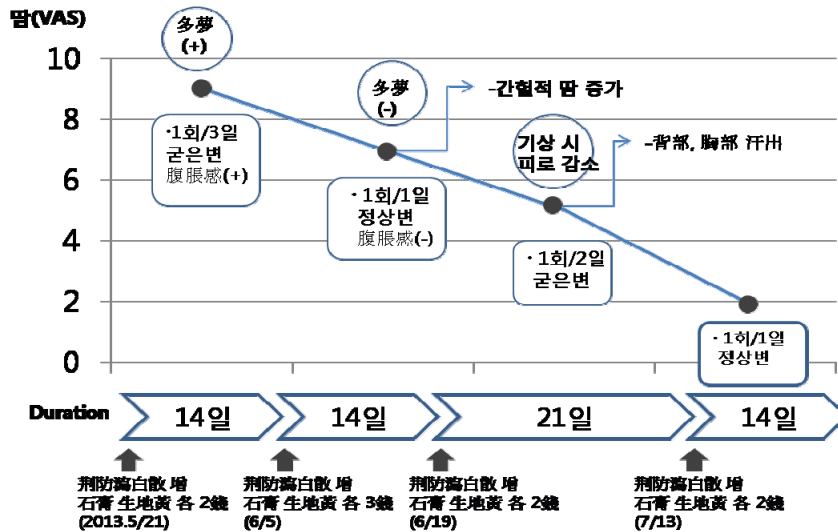 땀(VAS)
多夢
(+)
10
多夢
(-)
-간헐적 땀 증가
8
·1회/3일
굳은변
腹脹感(+)
기상 시
피로 감소
-背部, 胸部 汗出
6
·1회/1일
정상변
腹脹感(-)
4
·1회/2일
굳은변
2
·1회/1일
정상변
0
Duration
14일
14일
21일
14일
荆防瀉白散 增
石膏 生地黃 各 2錢
(2013.5/21)
荆防瀉白散 增
石膏 生地黃 各 3錢
(6/5)
荆防瀉白散 增
石膏 生地黃 各 2錢
(6/19)
荆防瀉白散 增
石膏 生地黃 各 2錢
(7/13)